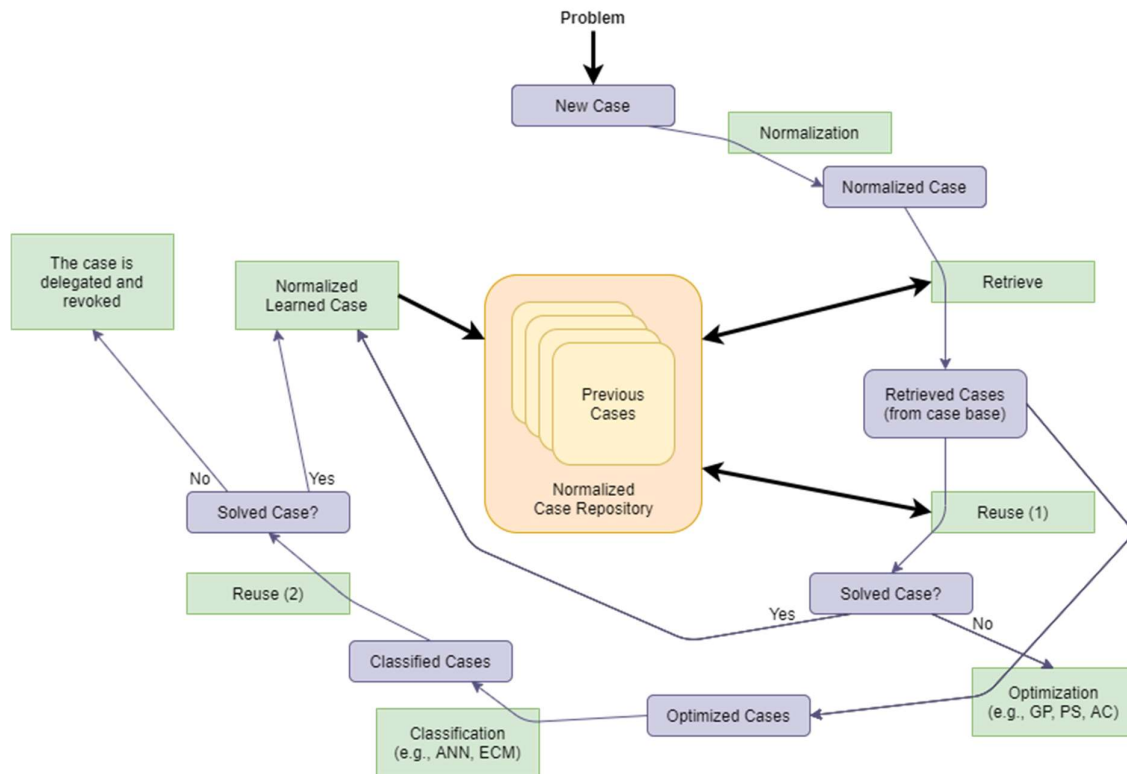 Problem
New Case
Normalization
Normalized Case
The case is
delegated and
revoked
Normalized
Learned Case
Retrieve
Previous
Cases
Retrieved Cases
(from case base)
Normalized
Case Repository
No
Yes
Solved Case?
Reuse (1)
Reuse (2)
Solved Case?
Yes
No
Classified Cases
Optimization
(e.g., GP, PS, AC)
Optimized Cases
Classification
(e.g., ANN, ECM)